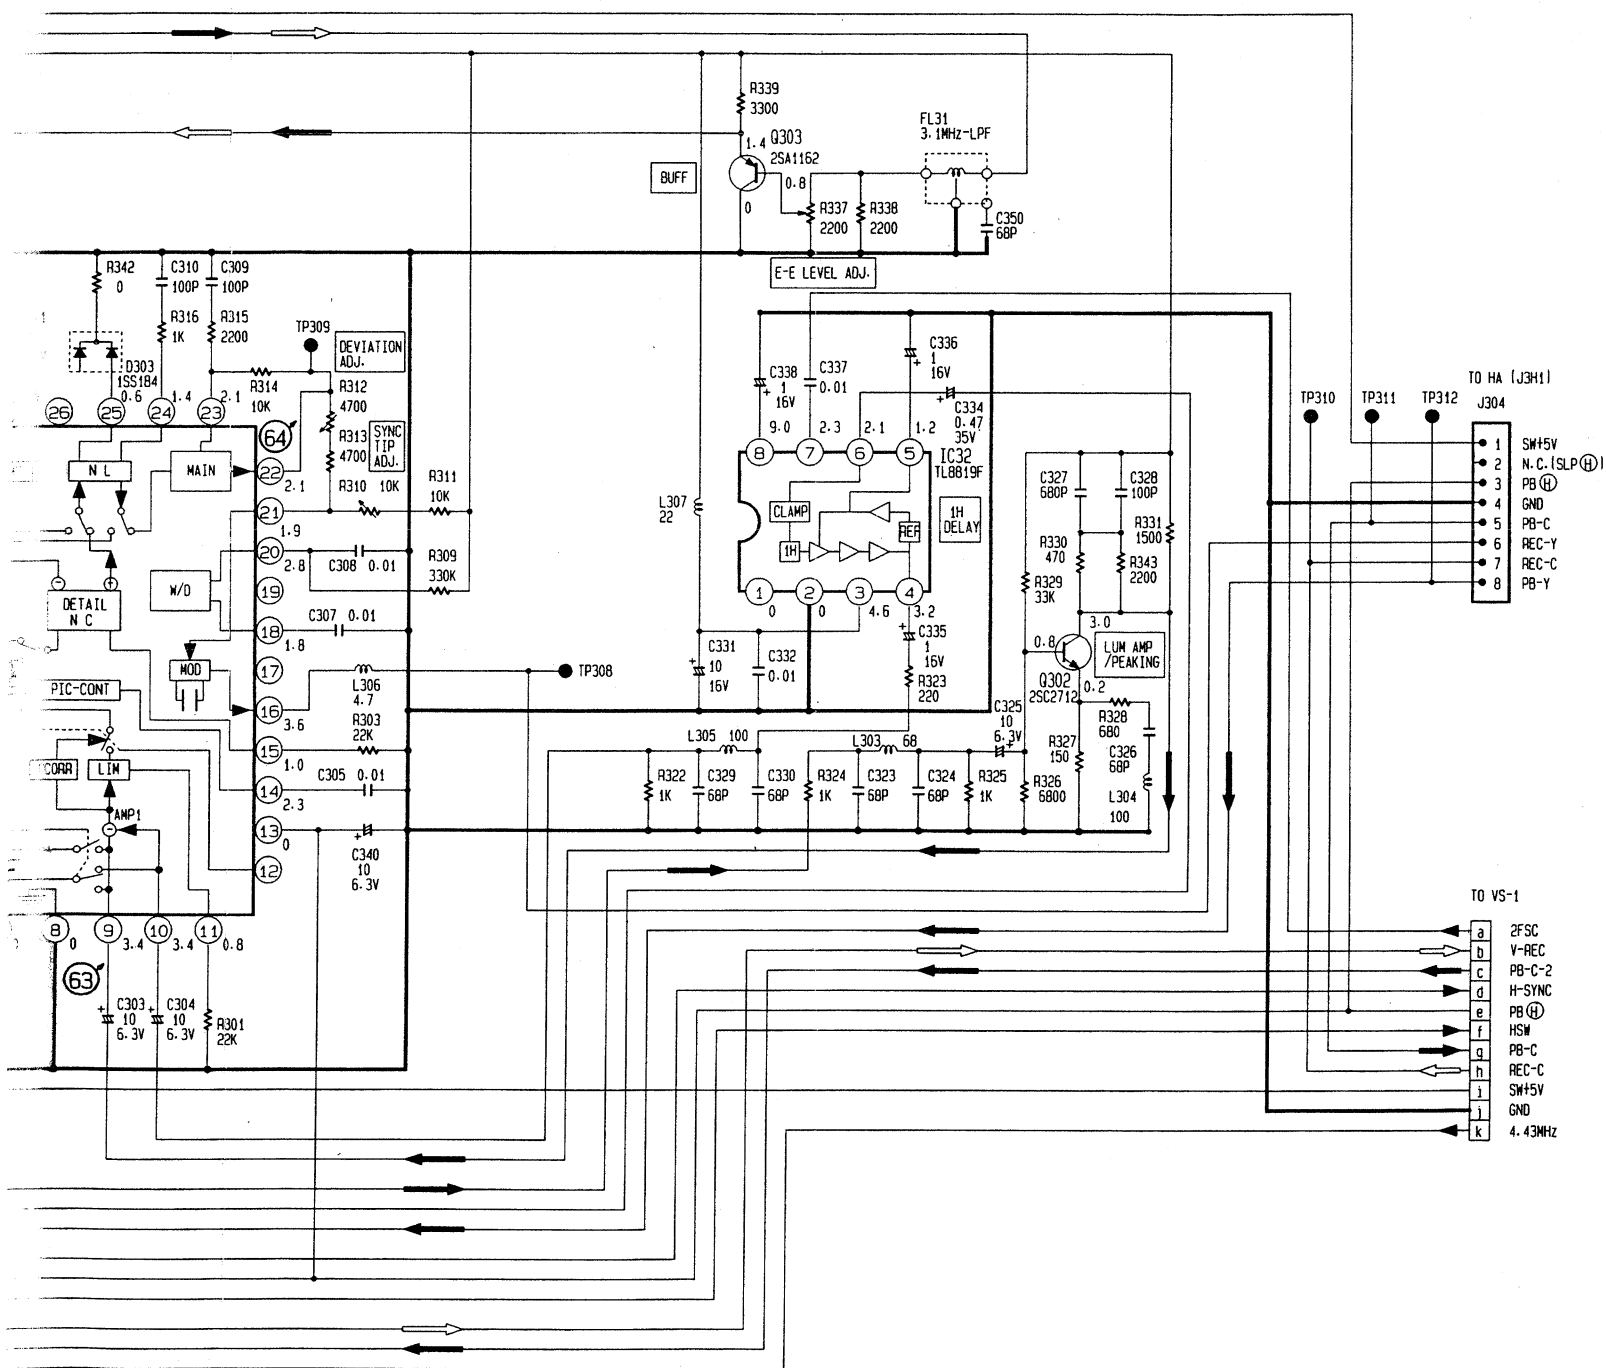 R339
3300
FL31
3.1MHz-LPF
1.4
Q303
2SA1162
BUFF
0.8
0
R337
2200
R338
2200
C350
68P
E-E LEVEL ADJ.
R342
0
C310
100P
C309
100P
R316
1K
R315
2200
TP309
DEVIATION
ADJ.
D303
1SS184
0.6
1.4
2.1
R314
10K
R312
4700
R313
4700
SYNC
TIP
ADJ.
R310
10K
R311
10K
26
25
24
23
64
22
2.1
21
1.9
20
2.8
19
18
1.8
17
16
3.6
15
1.0
14
2.3
13
0
12
NL
MAIN
W/D
DETAIL
NC
MOD
PIC-CONT
CORR
LIM
AMP1
C308
0.01
R309
330K
C307 0.01
L306
4.7
TP308
R303
22K
C305 0.01
C340
10
6.3V
8
0
9
3.4
10
3.4
11
0.8
63
C303
10
6.3V
C304
10
6.3V
R301
22K
L307
22
C338
1
16V
C337
0.01
C336
1
16V
C334
0.47
35V
9.0
2.3
2.1
1.2
8
7
6
5
IC32
TL8819F
CLAMP
1H
REF
1H
DELAY
1
2
3
4
0
0
4.6
3.2
C331
10
16V
C332
0.01
C335
1
16V
R323
220
C327
680P
C328
100P
R331
1500
R330
470
R343
2200
R329
33K
3.0
0.8
LUM AMP
/PEAKING
Q302
2SC2712
0.2
R328
680
C325
10
6.3V
R327
150
C326
68P
L304
100
L305 100
L303 68
R322
1K
C329
68P
C330
68P
R324
1K
C323
68P
C324
68P
R325
1K
R326
6800
TP310
TP311
TP312
TO HA (J3H1)
J304
1 SW+5V
2 N.C.(SLP H)
3 PB H
4 GND
5 PB-C
6 REC-Y
7 REC-C
8 PB-Y
TO VS-1
a 2FSC
b V-REC
c PB-C-2
d H-SYNC
e PB H
f HSW
g PB-C
h REC-C
i SW+5V
j GND
k 4.43MHz